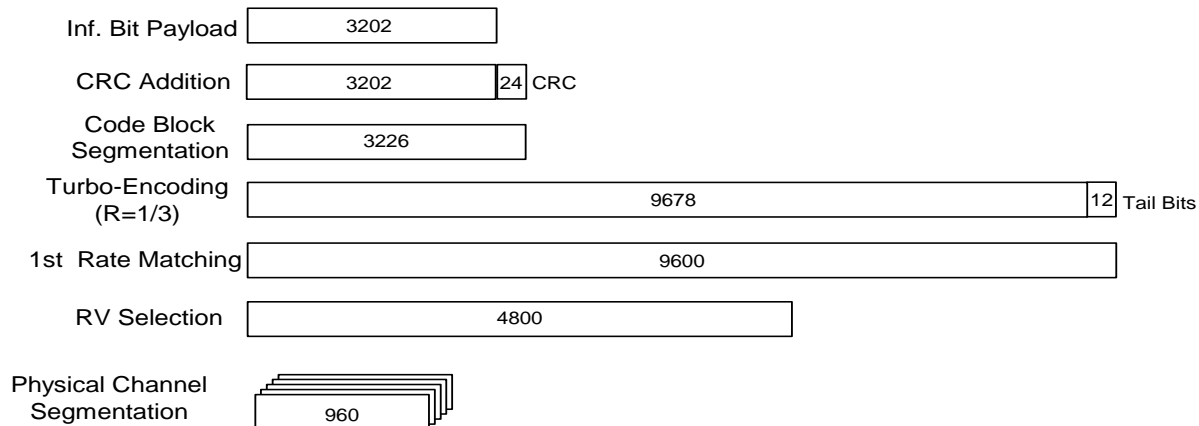 Inf. Bit Payload 3202
CRC Addition 3202 24 CRC
Code Block
Segmentation 3226
Turbo-Encoding
(R=1/3) 9678 12 Tail Bits
1st Rate Matching 9600
RV Selection 4800
Physical Channel
Segmentation 960